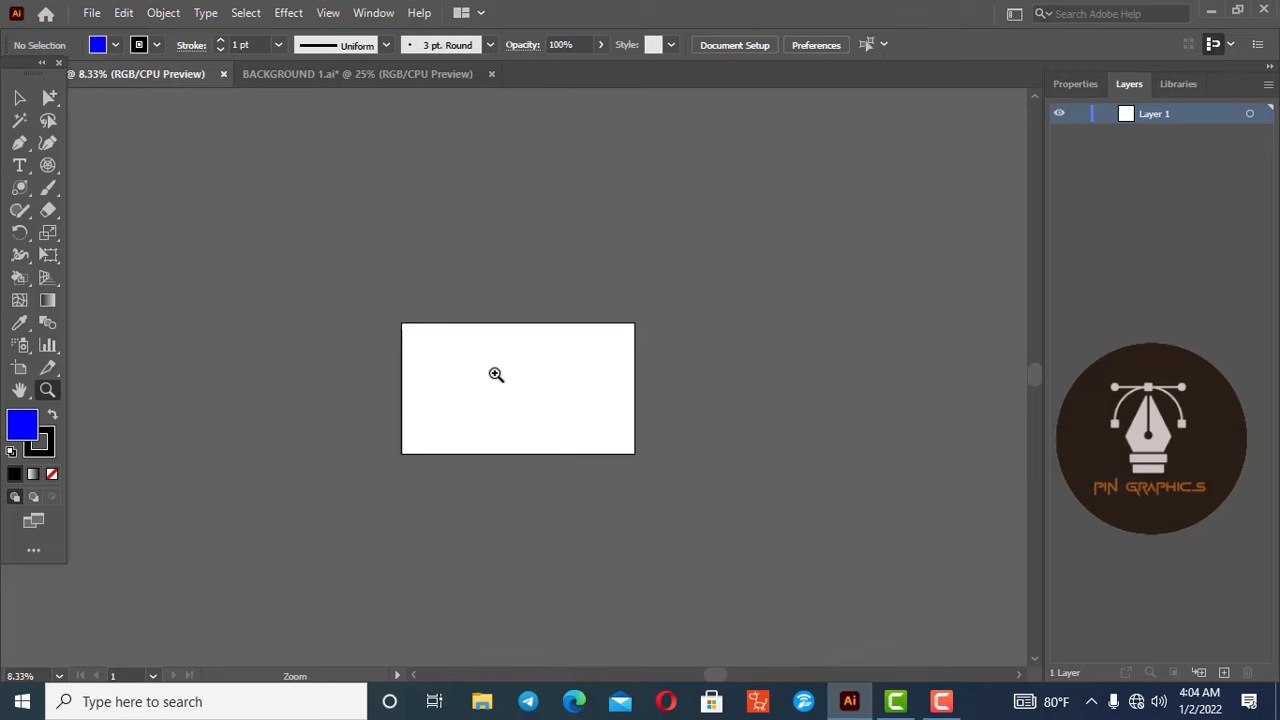 Ai File Edit Object Type Select Effect View Window Help Search Adobe Help
No Selection Stroke: 1 pt Uniform 3 pt. Round Opacity: 100% Style: Document Setup Preferences
@ 8.33% (RGB/CPU Preview) × BACKGROUND 1.ai* @ 25% (RGB/CPU Preview) ×
Properties Layers Libraries
Layer 1
PIN GRAPHICS
8.33% 1 Zoom 1 Layer
Type here to search Ai 80°F 4:04 AM
1/2/2022